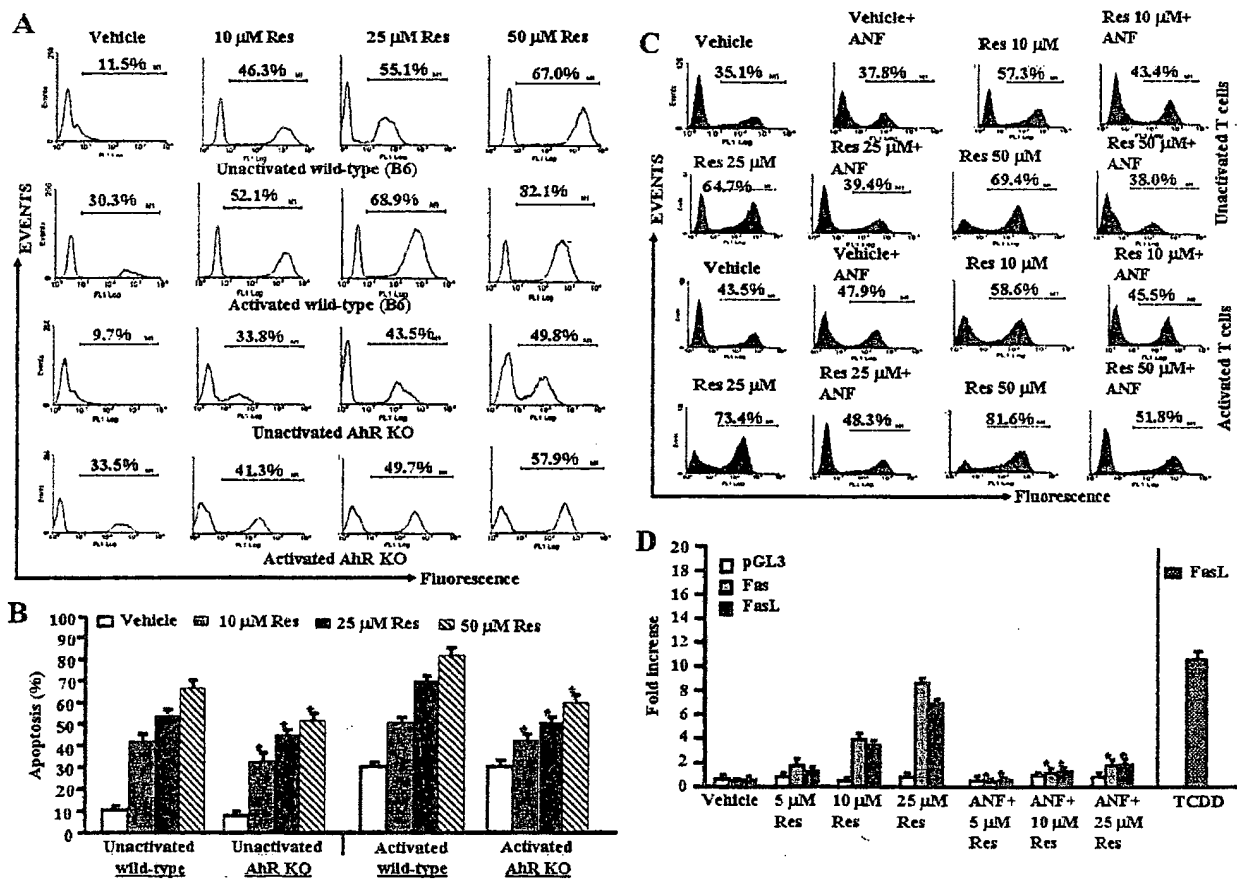 A
Vehicle 10 µM Res 25 µM Res 50 µM Res
11.5% 46.3% 55.1% 67.0%
Unactivated wild-type (B6)
30.3% 52.1% 68.9% 82.1%
Activated wild-type (B6)
9.7% 33.8% 43.5% 49.8%
Unactivated AhR KO
33.5% 41.3% 49.7% 57.9%
Activated AhR KO
EVENTS
Fluorescence
B
Vehicle 10 µM Res 25 µM Res 50 µM Res
Apoptosis (%)
100
90
80
70
60
50
40
30
20
10
0
Unactivated wild-type
Unactivated AhR KO
Activated wild-type
Activated AhR KO
C
Vehicle Vehicle+ ANF Res 10 µM Res 10 µM+ ANF
35.1% 37.8% 57.3% 43.4%
Res 25 µM Res 25 µM+ ANF Res 50 µM Res 50 µM+ ANF
64.7% 39.4% 69.4% 38.0%
Unactivated T cells
Vehicle Vehicle+ ANF Res 10 µM Res 10 µM+ ANF
43.5% 47.9% 58.6% 45.5%
Res 25 µM Res 25 µM+ ANF Res 50 µM Res 50 µM+ ANF
73.4% 48.3% 81.6% 51.8%
Activated T cells
EVENTS
Fluorescence
D
pGL3
Fas
FasL
FasL
Fold increase
20
18
16
14
12
10
8
6
4
2
0
Vehicle
5 µM Res
10 µM Res
25 µM Res
ANF+ 5 µM Res
ANF+ 10 µM Res
ANF+ 25 µM Res
TCDD